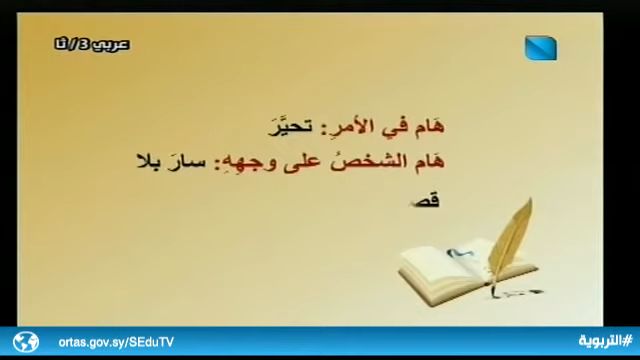 عربي 3/ثا
هَام في الأمرِ: تحيَّرَ
هَام الشخصُ على وجهِهِ: سارَ بلا
ortas.gov.sy/SEduTV
#التربوية